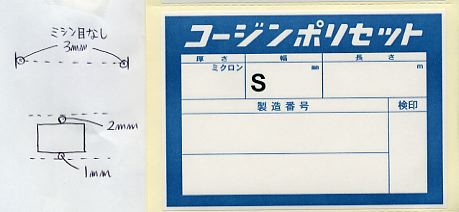 ミシン目なし
3mm
2mm
1mm
コージンポリセット
厚さ 幅 長さ
ミクロン mm m
S
製造番号 検印